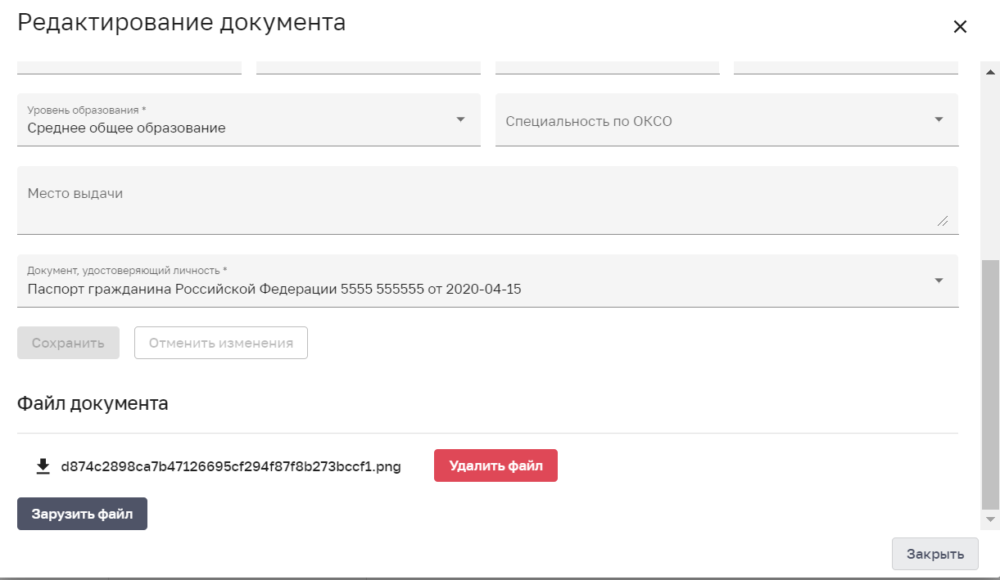 Редактирование документа
Уровень образования *
Среднее общее образование
Специальность по ОКСО
Место выдачи
Документ, удостоверяющий личность *
Паспорт гражданина Российской Федерации 5555 555555 от 2020-04-15
Сохранить
Отменить изменения
Файл документа
d874c2898ca7b47126695cf294f87f8b273bccf1.png
Удалить файл
Зарузить файл
Закрыть